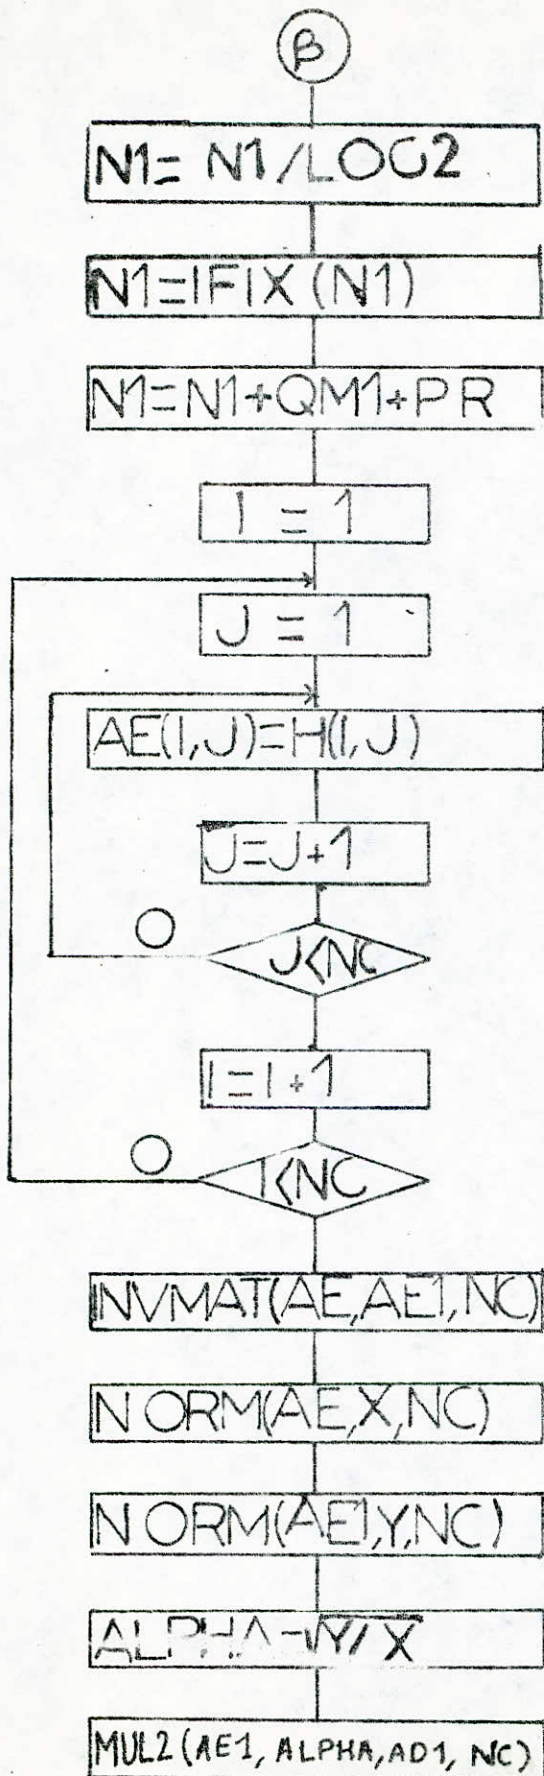 β
N1= N1/LOG2
N1=IFIX(N1)
N1=N1+QM1+PR
I = 1
J = 1
AE(I,J)=H(I,J)
J=J+1
O
J<NC
I=I+1
O
I<NC
INVMAT(AE,AE1,NC)
NORM(AE,X,NC)
NORM(AE1,Y,NC)
ALPHA=√Y/X
MUL2(AE1, ALPHA, AD1, NC)